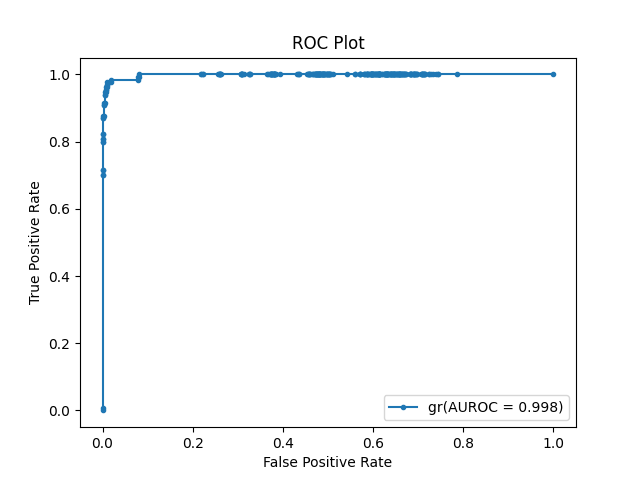 ROC Plot
True Positive Rate
1.0
0.8
0.6
0.4
0.2
0.0
gr(AUROC = 0.998)
0.0 0.2 0.4 0.6 0.8 1.0
False Positive Rate